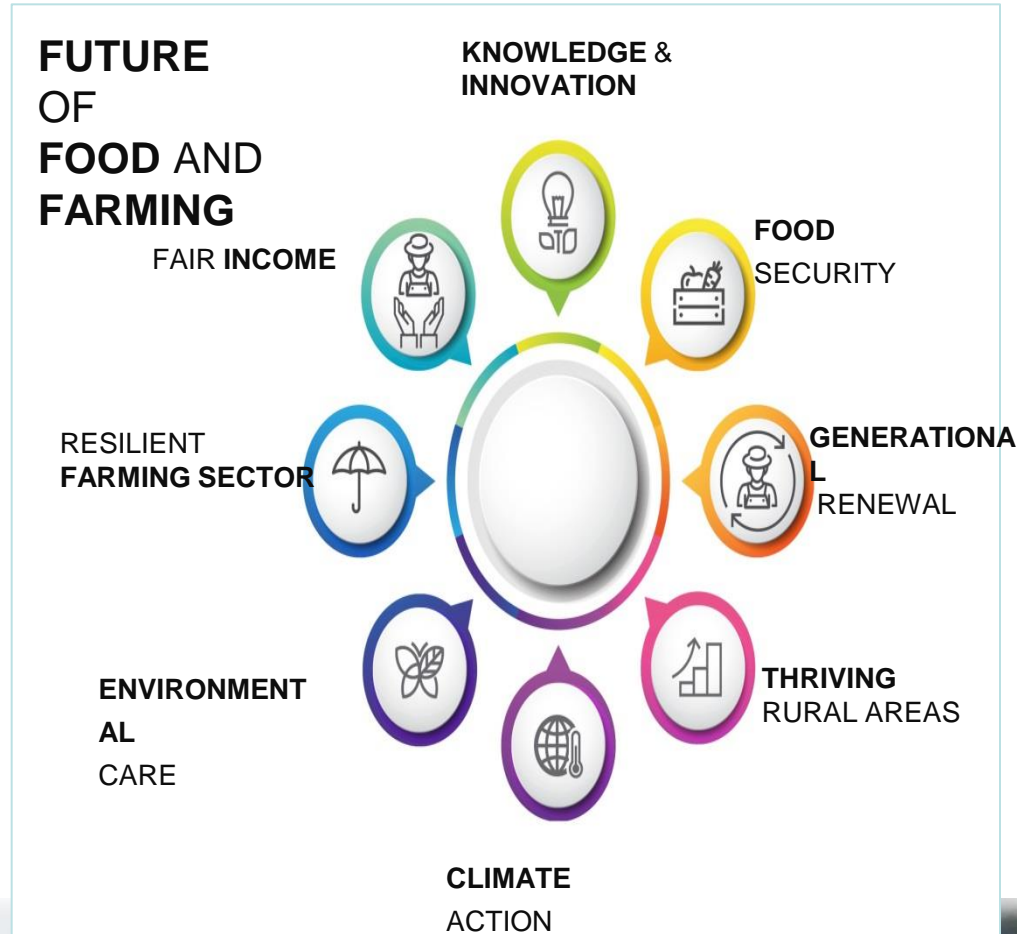 FUTURE
OF
FOOD AND
FARMING
KNOWLEDGE &
INNOVATION
FAIR INCOME
FOOD
SECURITY
RESILIENT
FARMING SECTOR
GENERATIONA
L
RENEWAL
ENVIRONMENT
AL
CARE
THRIVING
RURAL AREAS
CLIMATE
ACTION